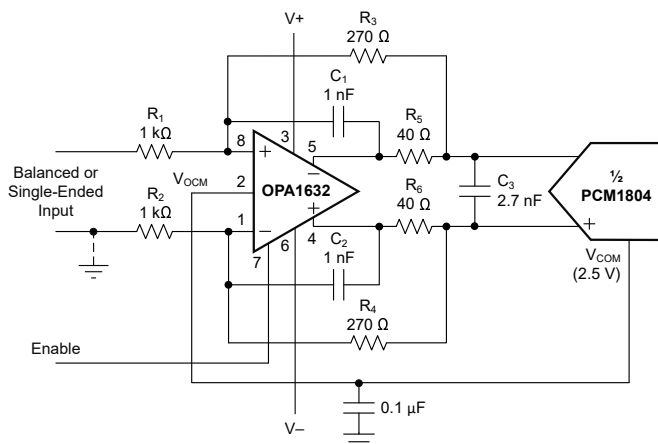 V+
R3
270 Ω
C1
1 nF
R1
1 kΩ
R5
40 Ω
8
3
5
+
−
Balanced or
Single-Ended
Input
VOCM
2
OPA1632
R2
1 kΩ
R6
40 Ω
C3
2.7 nF
½
PCM1804
−
+
1
−
+
6
4
7
C2
1 nF
VCOM
(2.5 V)
R4
270 Ω
Enable
V−
0.1 µF